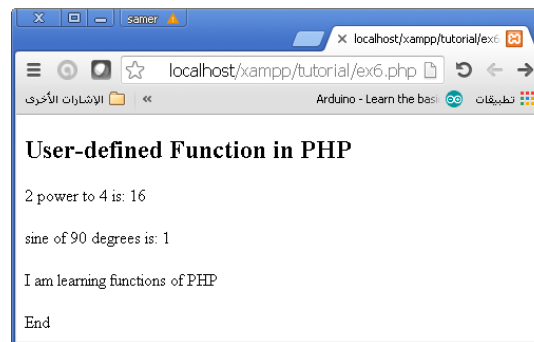 samer
localhost/xampp/tutorial/ex6
localhost/xampp/tutorial/ex6.php
تطبيقات
Arduino - Learn the basi
»
الإشارات الأخرى
User-defined Function in PHP
2 power to 4 is: 16
sine of 90 degrees is: 1
I am learning functions of PHP
End